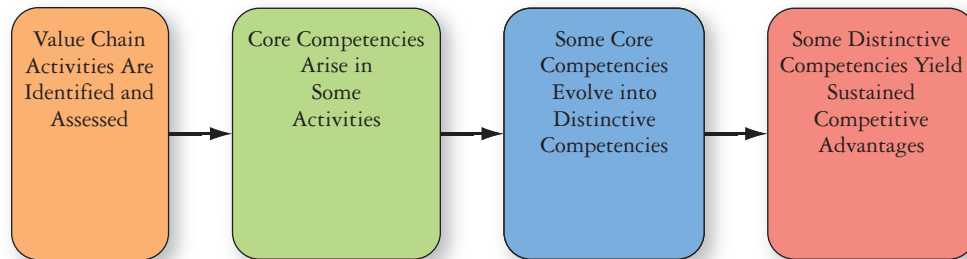 Value Chain
Activities Are
Identified and
Assessed
Core Competencies
Arise in
Some
Activities
Some Core
Competencies
Evolve into
Distinctive
Competencies
Some Distinctive
Competencies Yield
Sustained
Competitive
Advantages